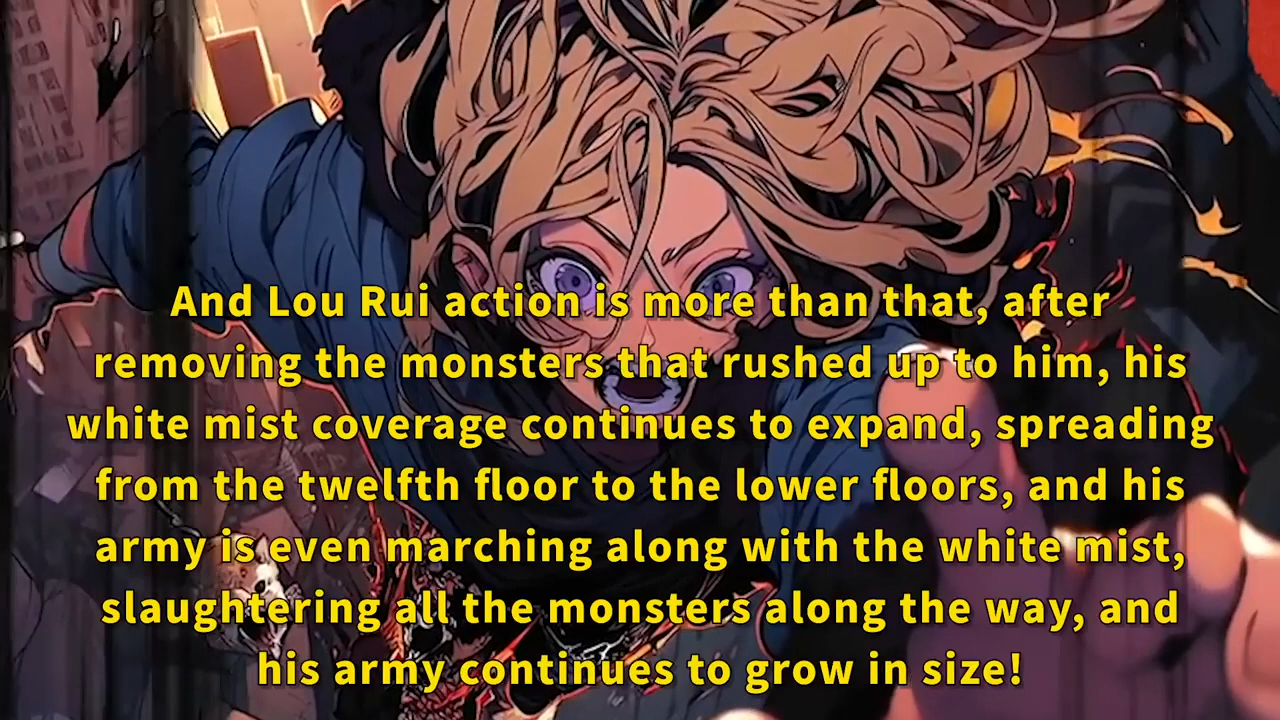 And Lou Rui action is more than that, after
removing the monsters that rushed up to him, his
white mist coverage continues to expand, spreading
from the twelfth floor to the lower floors, and his
army is even marching along with the white mist,
slaughtering all the monsters along the way, and
his army continues to grow in size!